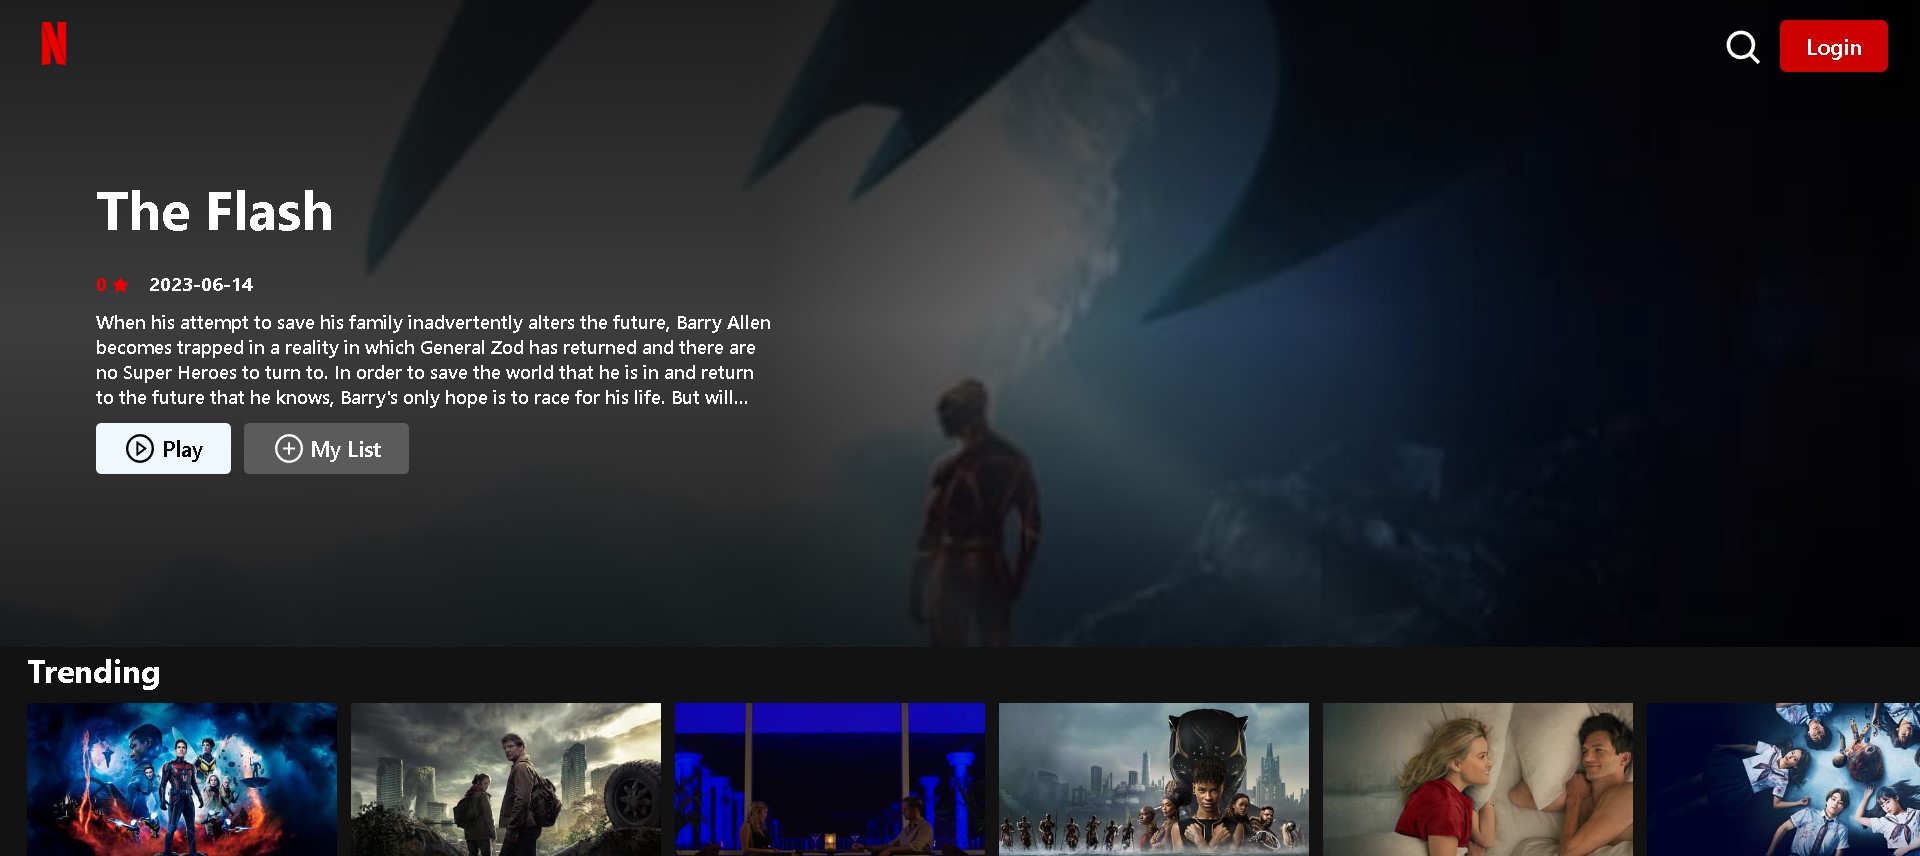 N
Login
The Flash
0 ★ 2023-06-14
When his attempt to save his family inadvertently alters the future, Barry Allen
becomes trapped in a reality in which General Zod has returned and there are
no Super Heroes to turn to. In order to save the world that he is in and return
to the future that he knows, Barry's only hope is to race for his life. But will...
Play My List
Trending